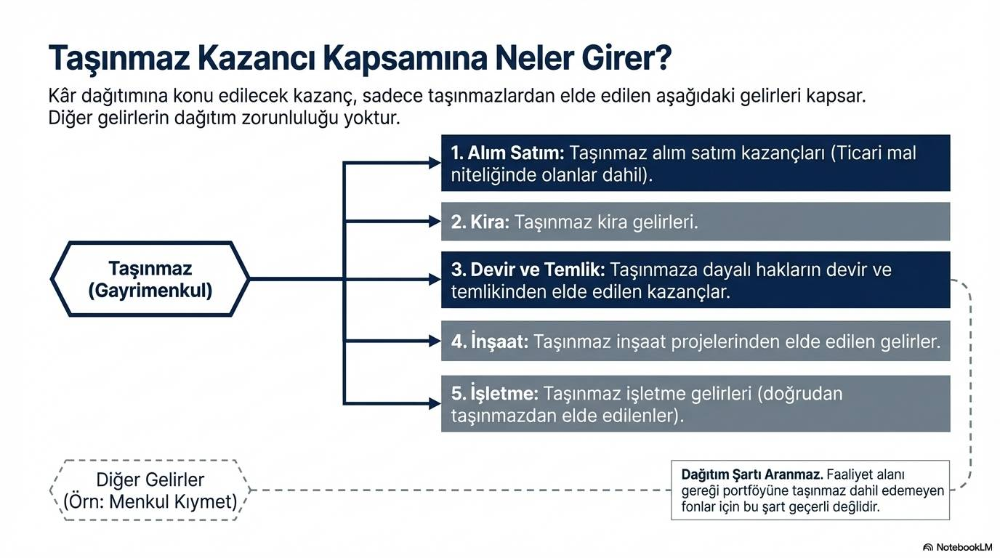 Taşınmaz Kazancı Kapsamına Neler Girer?
Kâr dağıtımına konu edilecek kazanç, sadece taşınmazlardan elde edilen aşağıdaki gelirleri kapsar.
Diğer gelirlerin dağıtım zorunluluğu yoktur.
Taşınmaz
(Gayrimenkul)
1. Alım Satım: Taşınmaz alım satım kazançları (Ticari mal
niteliğinde olanlar dahil).
2. Kira: Taşınmaz kira gelirleri.
3. Devir ve Temlik: Taşınmaza dayalı hakların devir ve
temlikinden elde edilen kazançlar.
4. İnşaat: Taşınmaz inşaat projelerinden elde edilen gelirler.
5. İşletme: Taşınmaz işletme gelirleri (doğrudan
taşınmazdan elde edilenler).
Diğer Gelirler
(Örn: Menkul Kıymet)
Dağıtım Şartı Aranmaz. Faaliyet alanı
gereği portföyüne taşınmaz dahil edemeyen
fonlar için bu şart geçerli değlidir.
NotebookLM